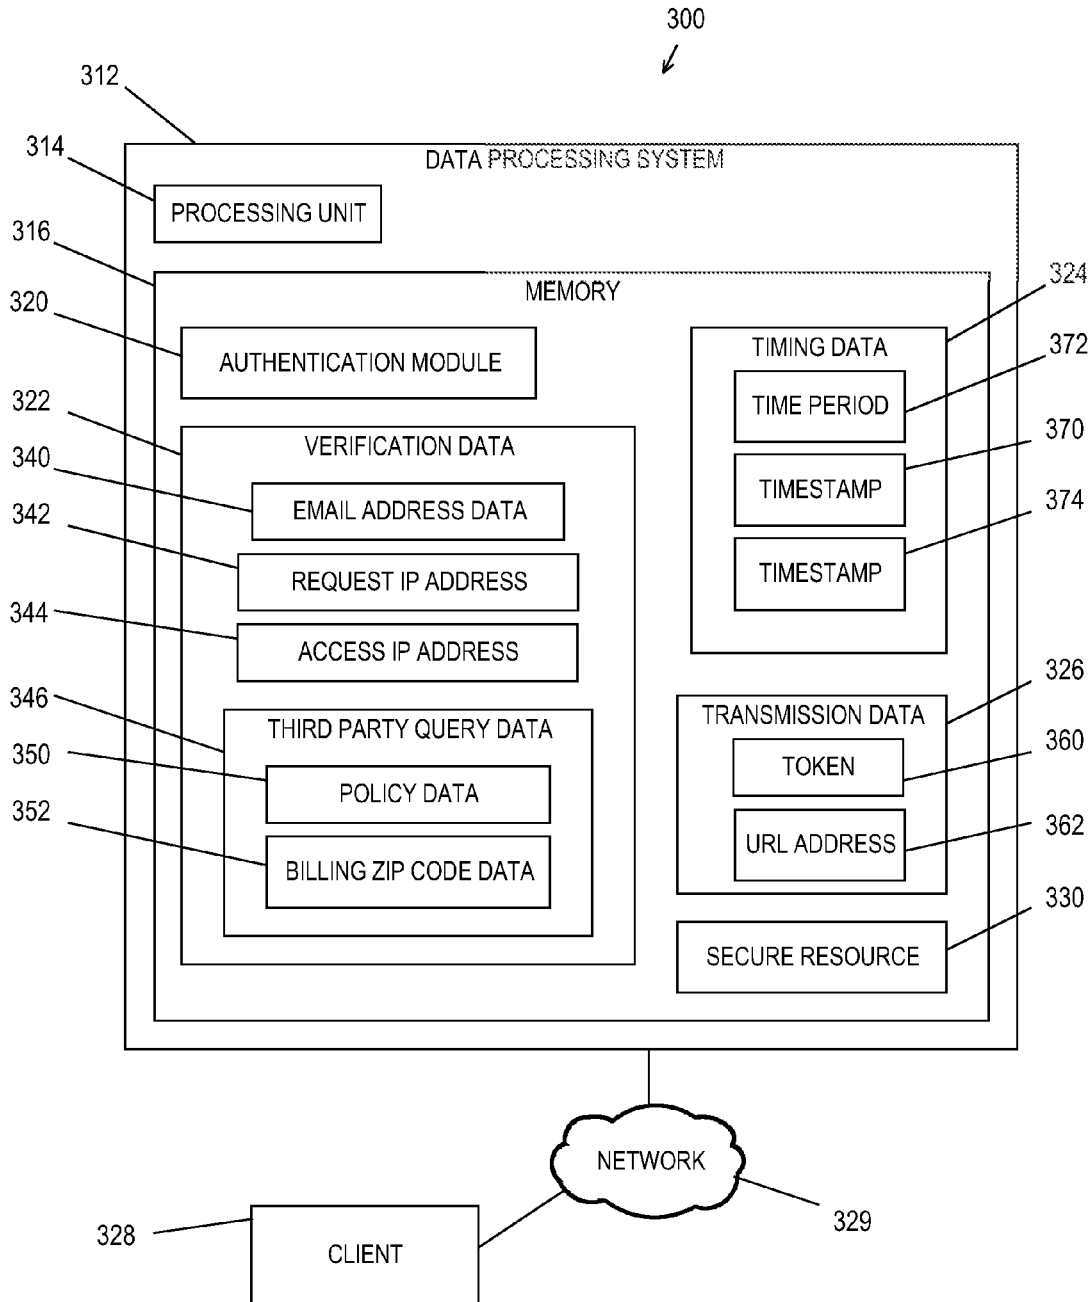 300
312
DATA PROCESSING SYSTEM
314
PROCESSING UNIT
316
MEMORY
324
320
AUTHENTICATION MODULE
TIMING DATA
372
TIME PERIOD
322
VERIFICATION DATA
370
340
EMAIL ADDRESS DATA
TIMESTAMP
374
342
REQUEST IP ADDRESS
TIMESTAMP
344
ACCESS IP ADDRESS
326
346
THIRD PARTY QUERY DATA
TRANSMISSION DATA
360
350
POLICY DATA
TOKEN
362
352
BILLING ZIP CODE DATA
URL ADDRESS
330
SECURE RESOURCE
NETWORK
329
328
CLIENT